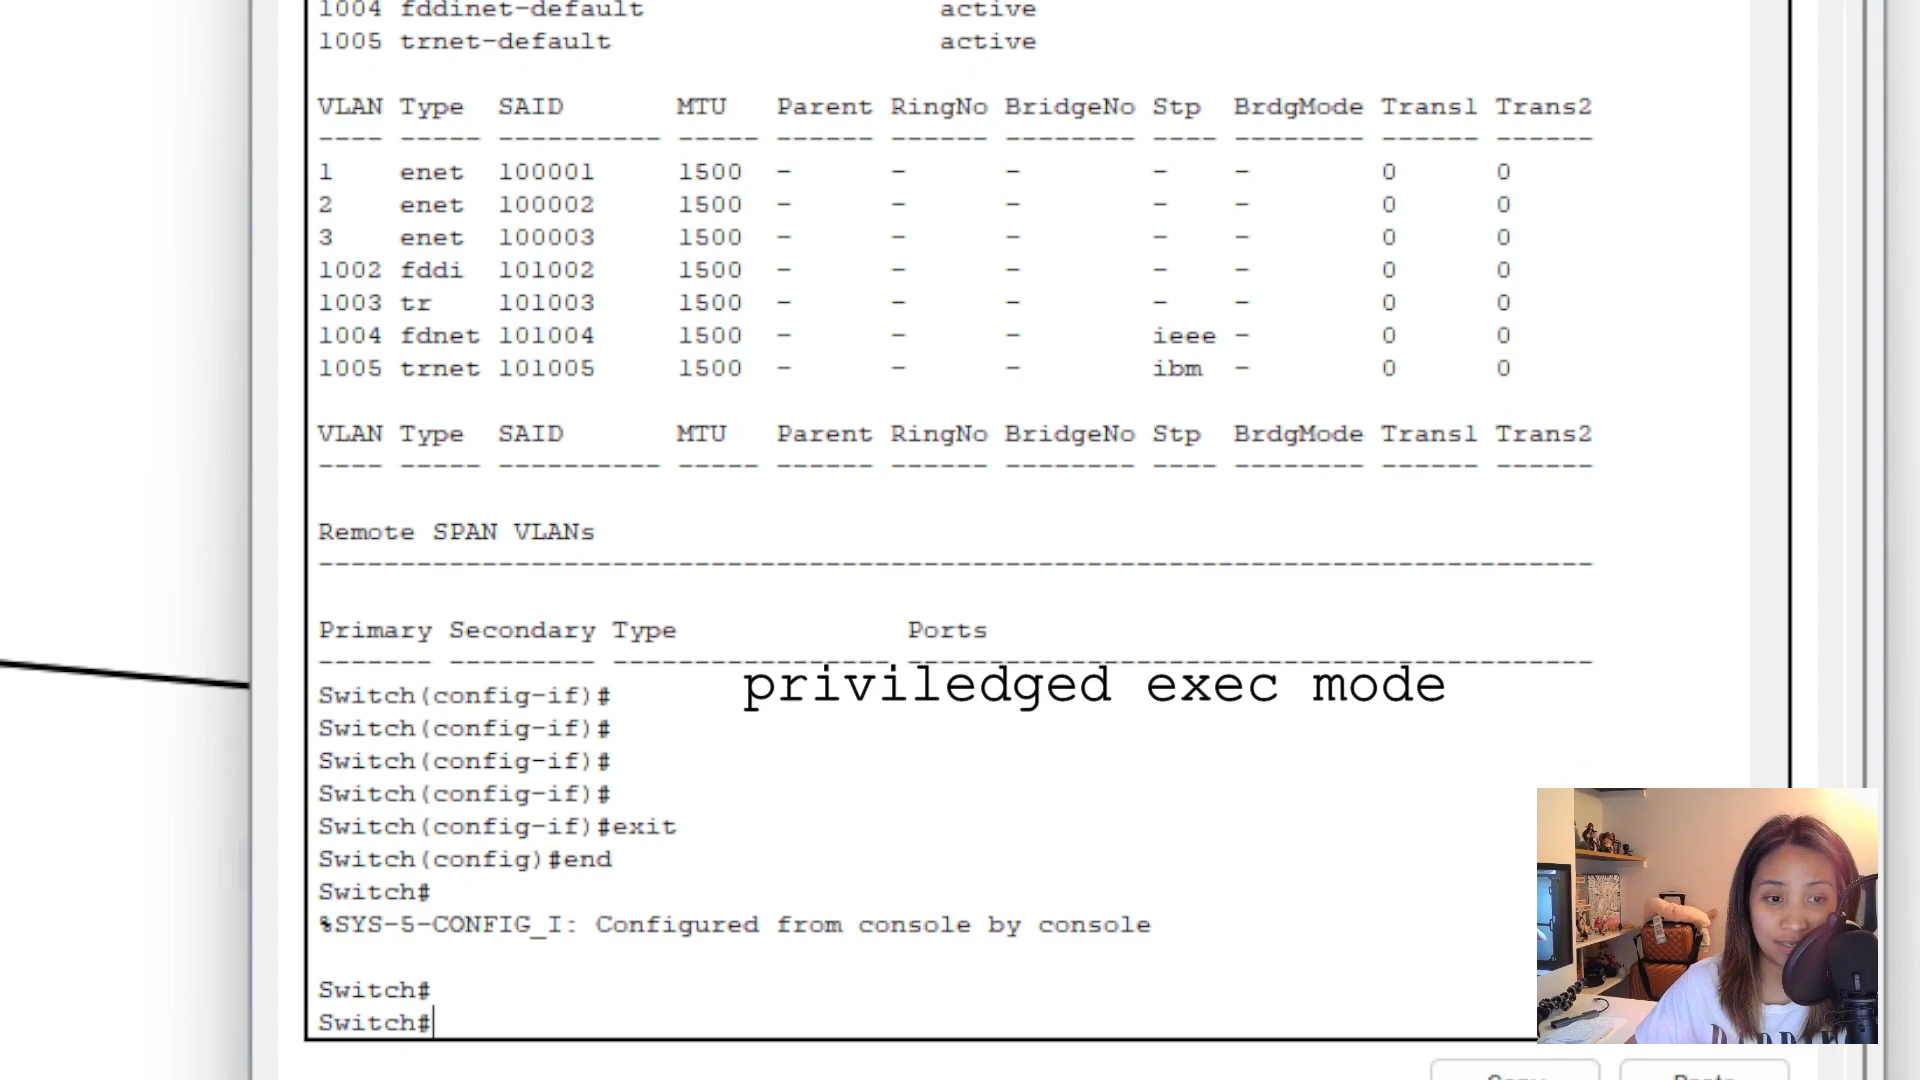 1004 fddinet-default active
1005 trnet-default active
VLAN Type SAID MTU Parent RingNo BridgeNo Stp BrdgMode Trans1 Trans2
---- ----- ---------- ----- ------ ------ -------- ---- -------- ------ ------
1 enet 100001 1500 - - - - - 0 0
2 enet 100002 1500 - - - - - 0 0
3 enet 100003 1500 - - - - - 0 0
1002 fddi 101002 1500 - - - - - 0 0
1003 tr 101003 1500 - - - - - 0 0
1004 fdnet 101004 1500 - - - ieee - 0 0
1005 trnet 101005 1500 - - - ibm - 0 0
VLAN Type SAID MTU Parent RingNo BridgeNo Stp BrdgMode Trans1 Trans2
---- ----- ---------- ----- ------ ------ -------- ---- -------- ------ ------
Remote SPAN VLANs
------------------------------------------------------------------------------
Primary Secondary Type Ports
------- --------- ----------------- ------------------------------------------
priviledged exec mode
Switch(config-if)#
Switch(config-if)#
Switch(config-if)#
Switch(config-if)#
Switch(config-if)#exit
Switch(config)#end
Switch#
%SYS-5-CONFIG_I: Configured from console by console
Switch#
Switch#